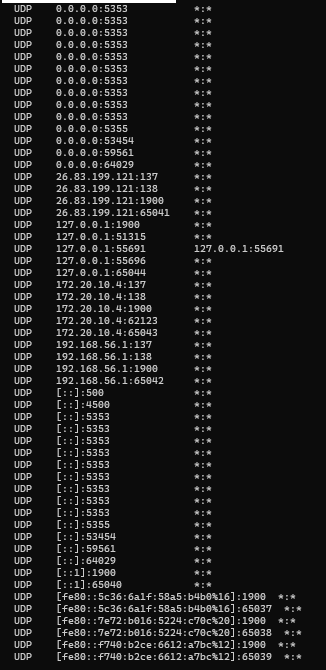 UDP    0.0.0.0:5353           *:*
UDP    0.0.0.0:5353           *:*
UDP    0.0.0.0:5353           *:*
UDP    0.0.0.0:5353           *:*
UDP    0.0.0.0:5353           *:*
UDP    0.0.0.0:5353           *:*
UDP    0.0.0.0:5353           *:*
UDP    0.0.0.0:5353           *:*
UDP    0.0.0.0:5353           *:*
UDP    0.0.0.0:5353           *:*
UDP    0.0.0.0:5355           *:*
UDP    0.0.0.0:53454          *:*
UDP    0.0.0.0:59561          *:*
UDP    0.0.0.0:64029          *:*
UDP    26.83.199.121:137      *:*
UDP    26.83.199.121:138      *:*
UDP    26.83.199.121:1900     *:*
UDP    26.83.199.121:65041    *:*
UDP    127.0.0.1:1900         *:*
UDP    127.0.0.1:51315        *:*
UDP    127.0.0.1:55691        127.0.0.1:55691
UDP    127.0.0.1:55696        *:*
UDP    127.0.0.1:65044        *:*
UDP    172.20.10.4:137        *:*
UDP    172.20.10.4:138        *:*
UDP    172.20.10.4:1900       *:*
UDP    172.20.10.4:62123      *:*
UDP    172.20.10.4:65043      *:*
UDP    192.168.56.1:137       *:*
UDP    192.168.56.1:138       *:*
UDP    192.168.56.1:1900      *:*
UDP    192.168.56.1:65042     *:*
UDP    [::]:500               *:*
UDP    [::]:4500              *:*
UDP    [::]:5353              *:*
UDP    [::]:5353              *:*
UDP    [::]:5353              *:*
UDP    [::]:5353              *:*
UDP    [::]:5353              *:*
UDP    [::]:5353              *:*
UDP    [::]:5353              *:*
UDP    [::]:5353              *:*
UDP    [::]:5353              *:*
UDP    [::]:5355              *:*
UDP    [::]:53454             *:*
UDP    [::]:59561             *:*
UDP    [::]:64029             *:*
UDP    [::1]:1900             *:*
UDP    [::1]:65040            *:*
UDP    [fe80::5c36:6a1f:58a5:b4b0%16]:1900  *:*
UDP    [fe80::5c36:6a1f:58a5:b4b0%16]:65037  *:*
UDP    [fe80::7e72:b016:5224:c70c%20]:1900  *:*
UDP    [fe80::7e72:b016:5224:c70c%20]:65038  *:*
UDP    [fe80::f740:b2ce:6612:a7bc%12]:1900  *:*
UDP    [fe80::f740:b2ce:6612:a7bc%12]:65039  *:*